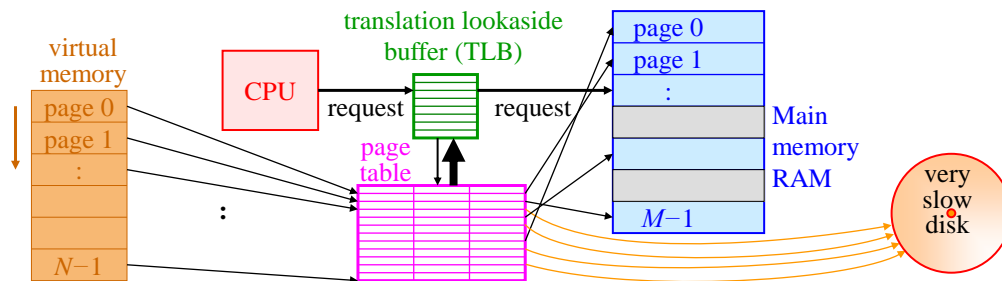 virtual
memory
page 0
page 1
:
N−1
:
CPU
request
translation lookaside
buffer (TLB)
request
page
table
page 0
page 1
:
Main
memory
RAM
M−1
very
slow
disk